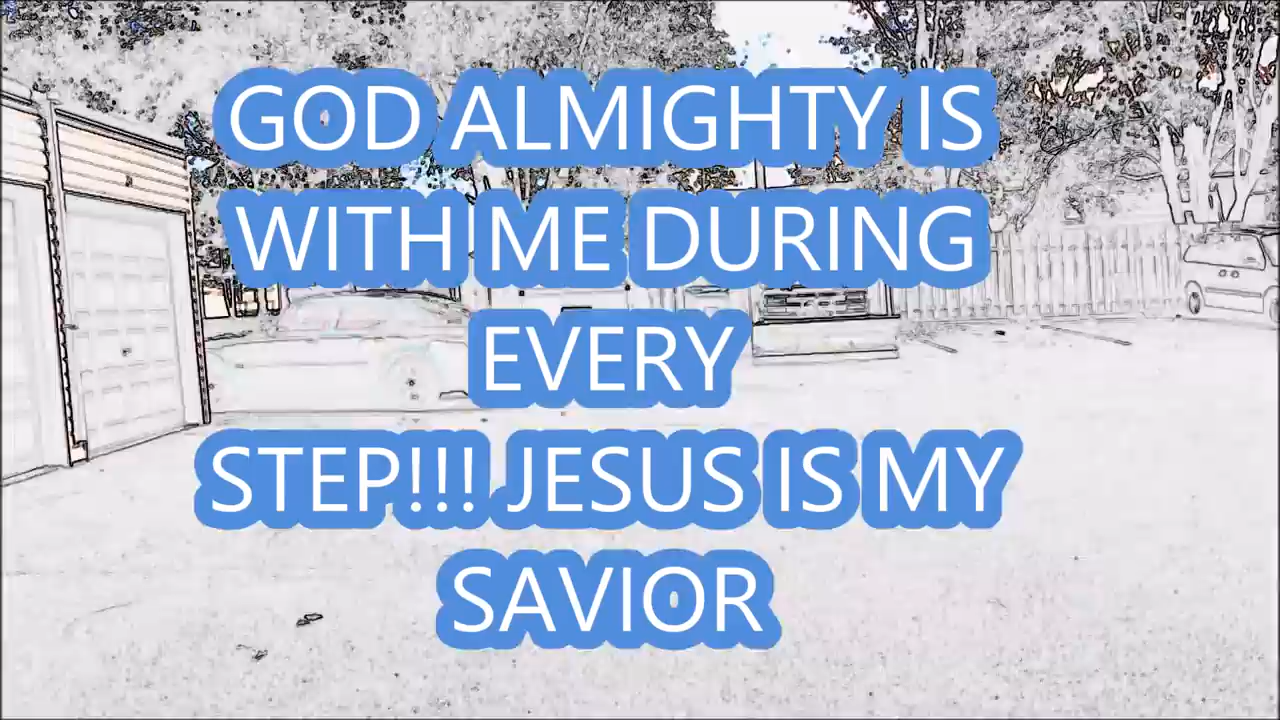 GOD ALMIGHTY IS
WITH ME DURING
EVERY
STEP!!! JESUS IS MY
SAVIOR